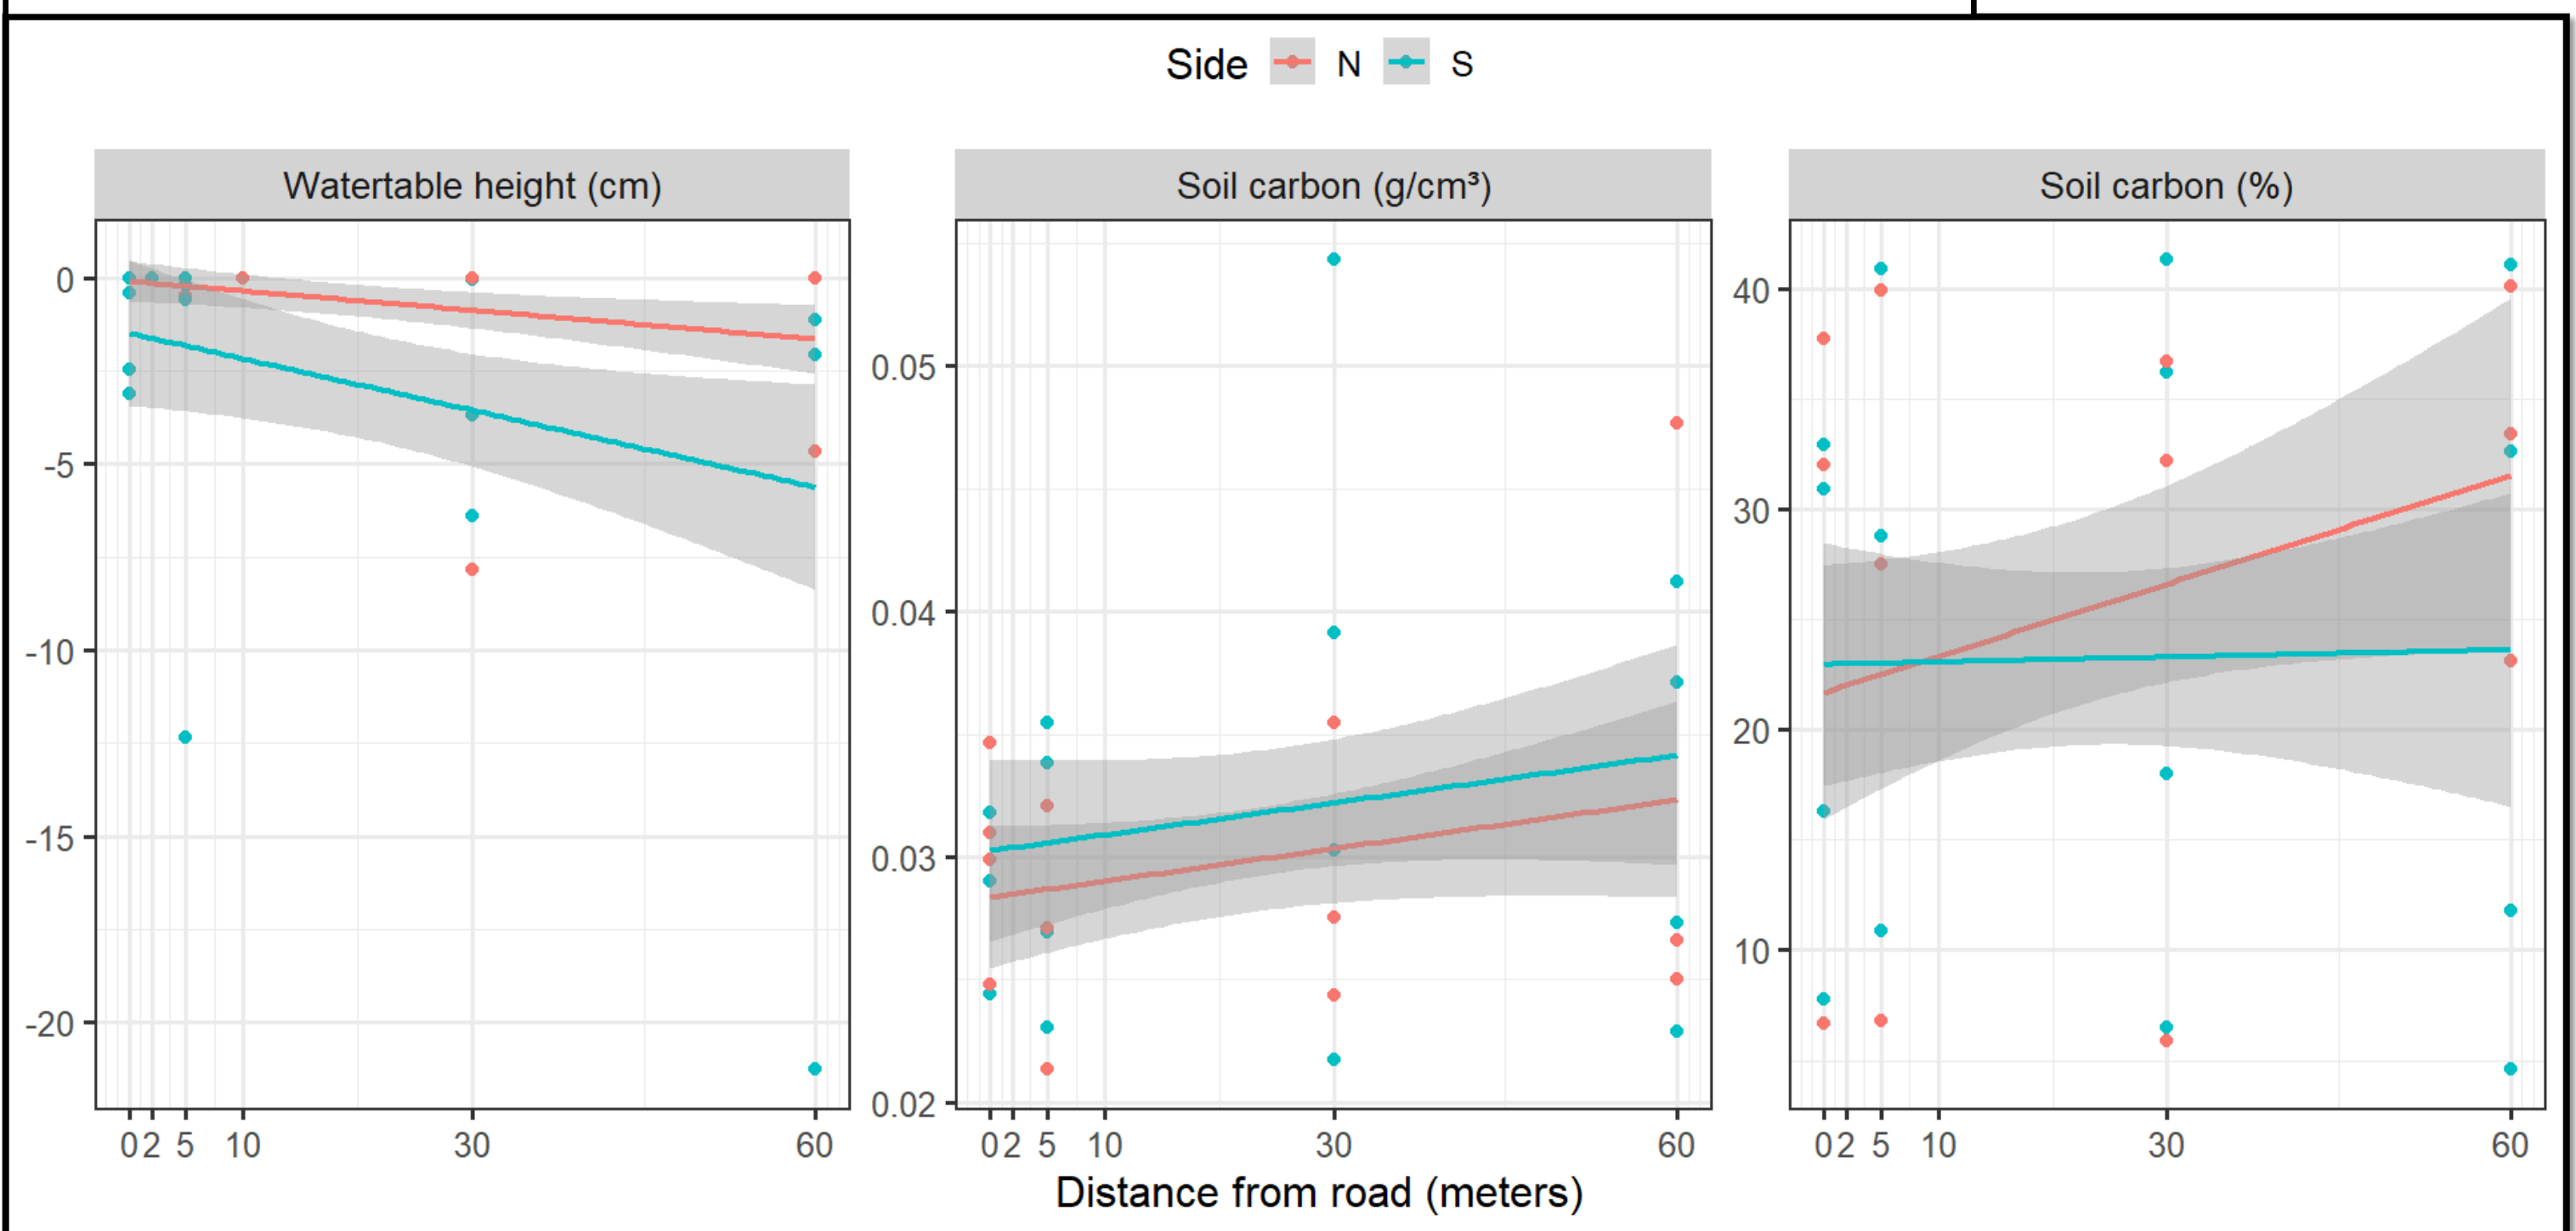 Side N S
Watertable height (cm)
Soil carbon (g/cm³)
Soil carbon (%)
0
-5
-10
-15
-20
0 2 5 10 30 60
0.05
0.04
0.03
0.02
0 2 5 10 30 60
40
30
20
10
0 2 5 10 30 60
Distance from road (meters)